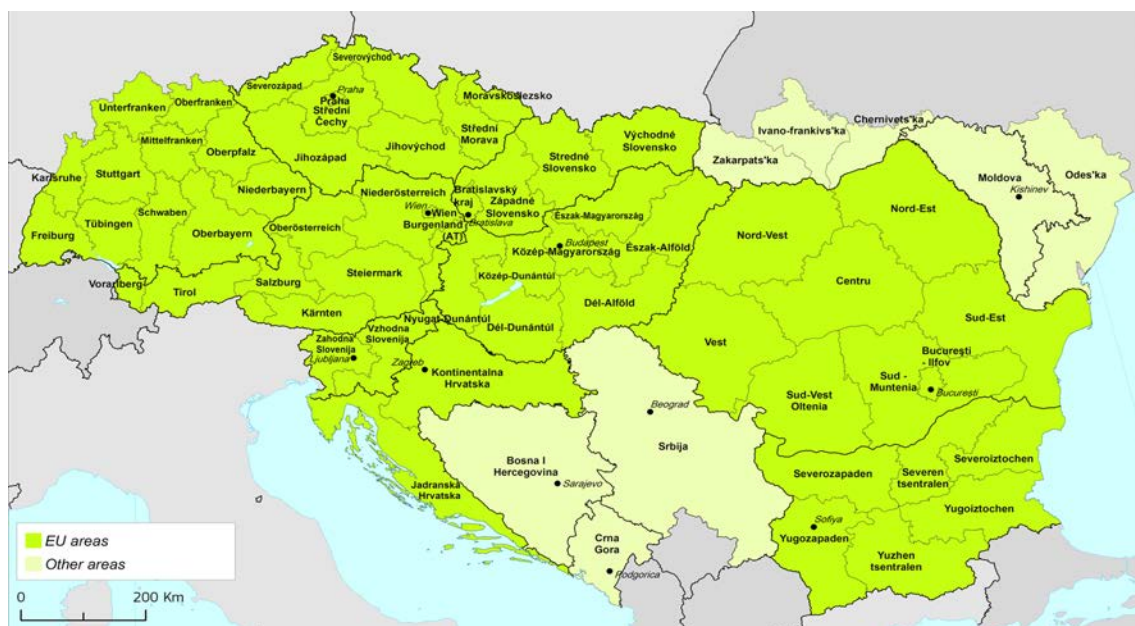 Severovýchod
Severozápad
Praha
Praha
Střední
Čechy
Moravskoslezsko
Střední
Morava
Jihozápad
Jihovýchod
Unterfranken
Oberfranken
Mittelfranken
Oberpfalz
Karlsruhe
Stuttgart
Niederbayern
Schwaben
Tübingen
Oberbayern
Freiburg
Vorarlberg
Tirol
Salzburg
Kärnten
Steiermark
Oberösterreich
Niederösterreich
Wien
Wien
Burgenland
(AT)
Bratislavský
kraj
Bratislava
Západné
Slovensko
Stredné
Slovensko
Východné
Slovensko
Észak-Magyarország
Budapest
Közép-Magyarország
Észak-Alföld
Közép-Dunántúl
Dél-Alföld
Nyugat-Dunántúl
Dél-Dunántúl
Vzhodna
Slovenija
Zahodna
Slovenija
Ljubljana
Zagreb
Kontinentalna
Hrvatska
Jadranska
Hrvatska
Bosna I
Hercegovina
Sarajevo
Crna
Gora
Podgorica
Beograd
Srbija
Zakarpats'ka
Ivano-frankivs'ka
Chernivets'ka
Moldova
Kishinev
Odes'ka
Nord-Est
Nord-Vest
Centru
Sud-Est
Vest
Bucureşti
- Ilfov
Sud -
Muntenia
Bucureşti
Sud-Vest
Oltenia
Severozapaden
Severen
tsentralen
Severoiztochen
Yugoiztochen
Sofiya
Yugozapaden
Yuzhen
tsentralen
EU areas
Other areas
0 200 Km